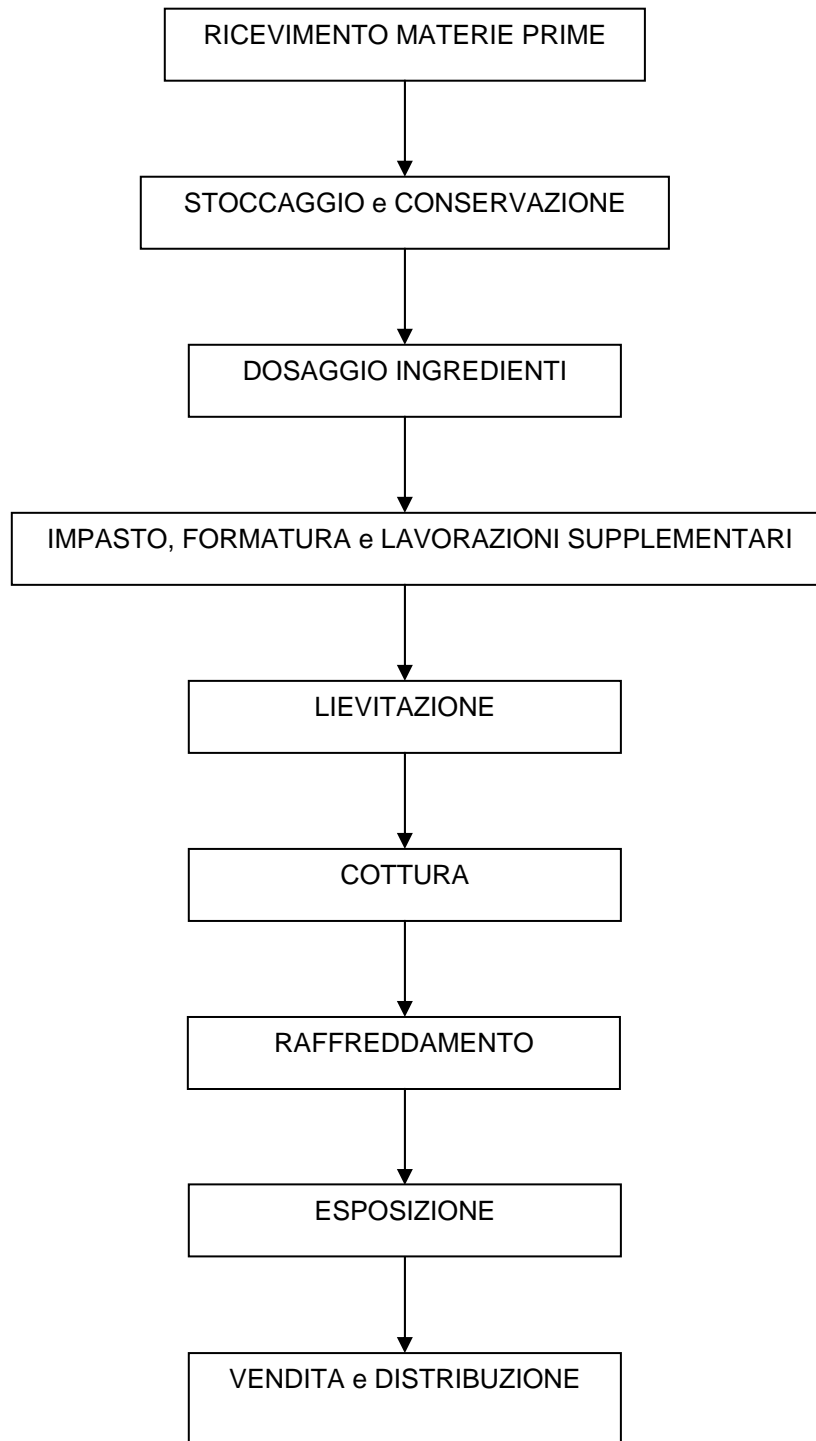 RICEVIMENTO MATERIE PRIME
STOCCAGGIO e CONSERVAZIONE
DOSAGGIO INGREDIENTI
IMPASTO, FORMATURA e LAVORAZIONI SUPPLEMENTARI
LIEVITAZIONE
COTTURA
RAFFREDDAMENTO
ESPOSIZIONE
VENDITA e DISTRIBUZIONE